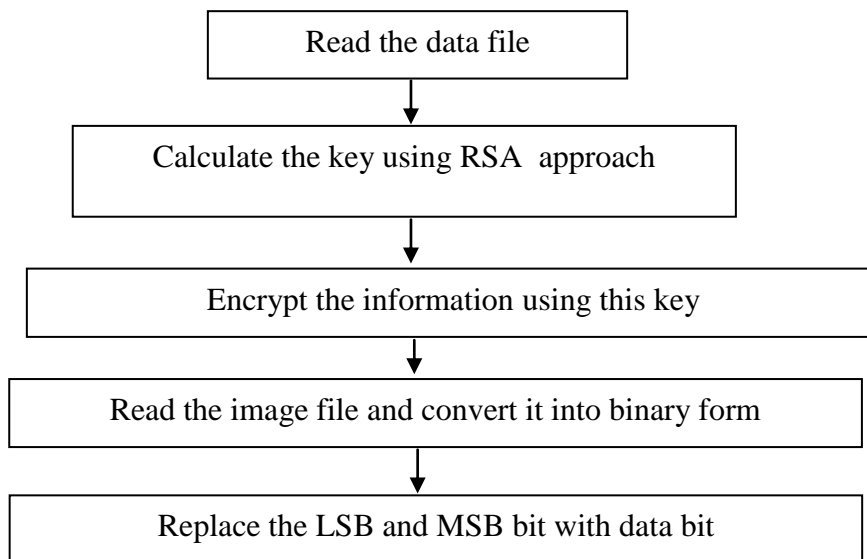 Read the data file
Calculate the key using RSA approach
Encrypt the information using this key
Read the image file and convert it into binary form
Replace the LSB and MSB bit with data bit